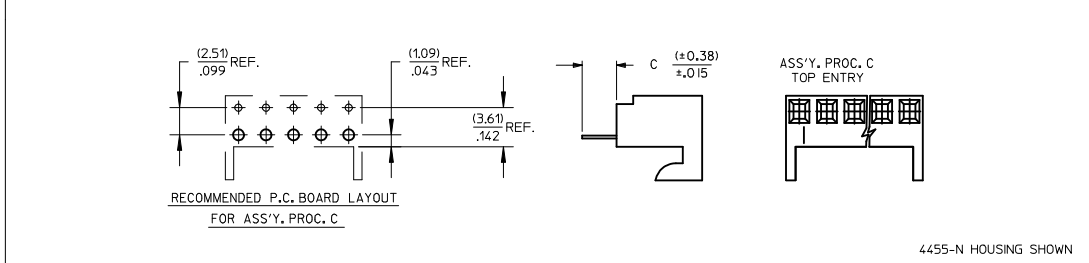 (2.51)
.099 REF.
(1.09)
.043 REF.
(3.61)
.142 REF.
RECOMMENDED P.C. BOARD LAYOUT
FOR ASS'Y. PROC. C
C (±0.38)
±.015
ASS'Y. PROC. C
TOP ENTRY
4455-N HOUSING SHOWN